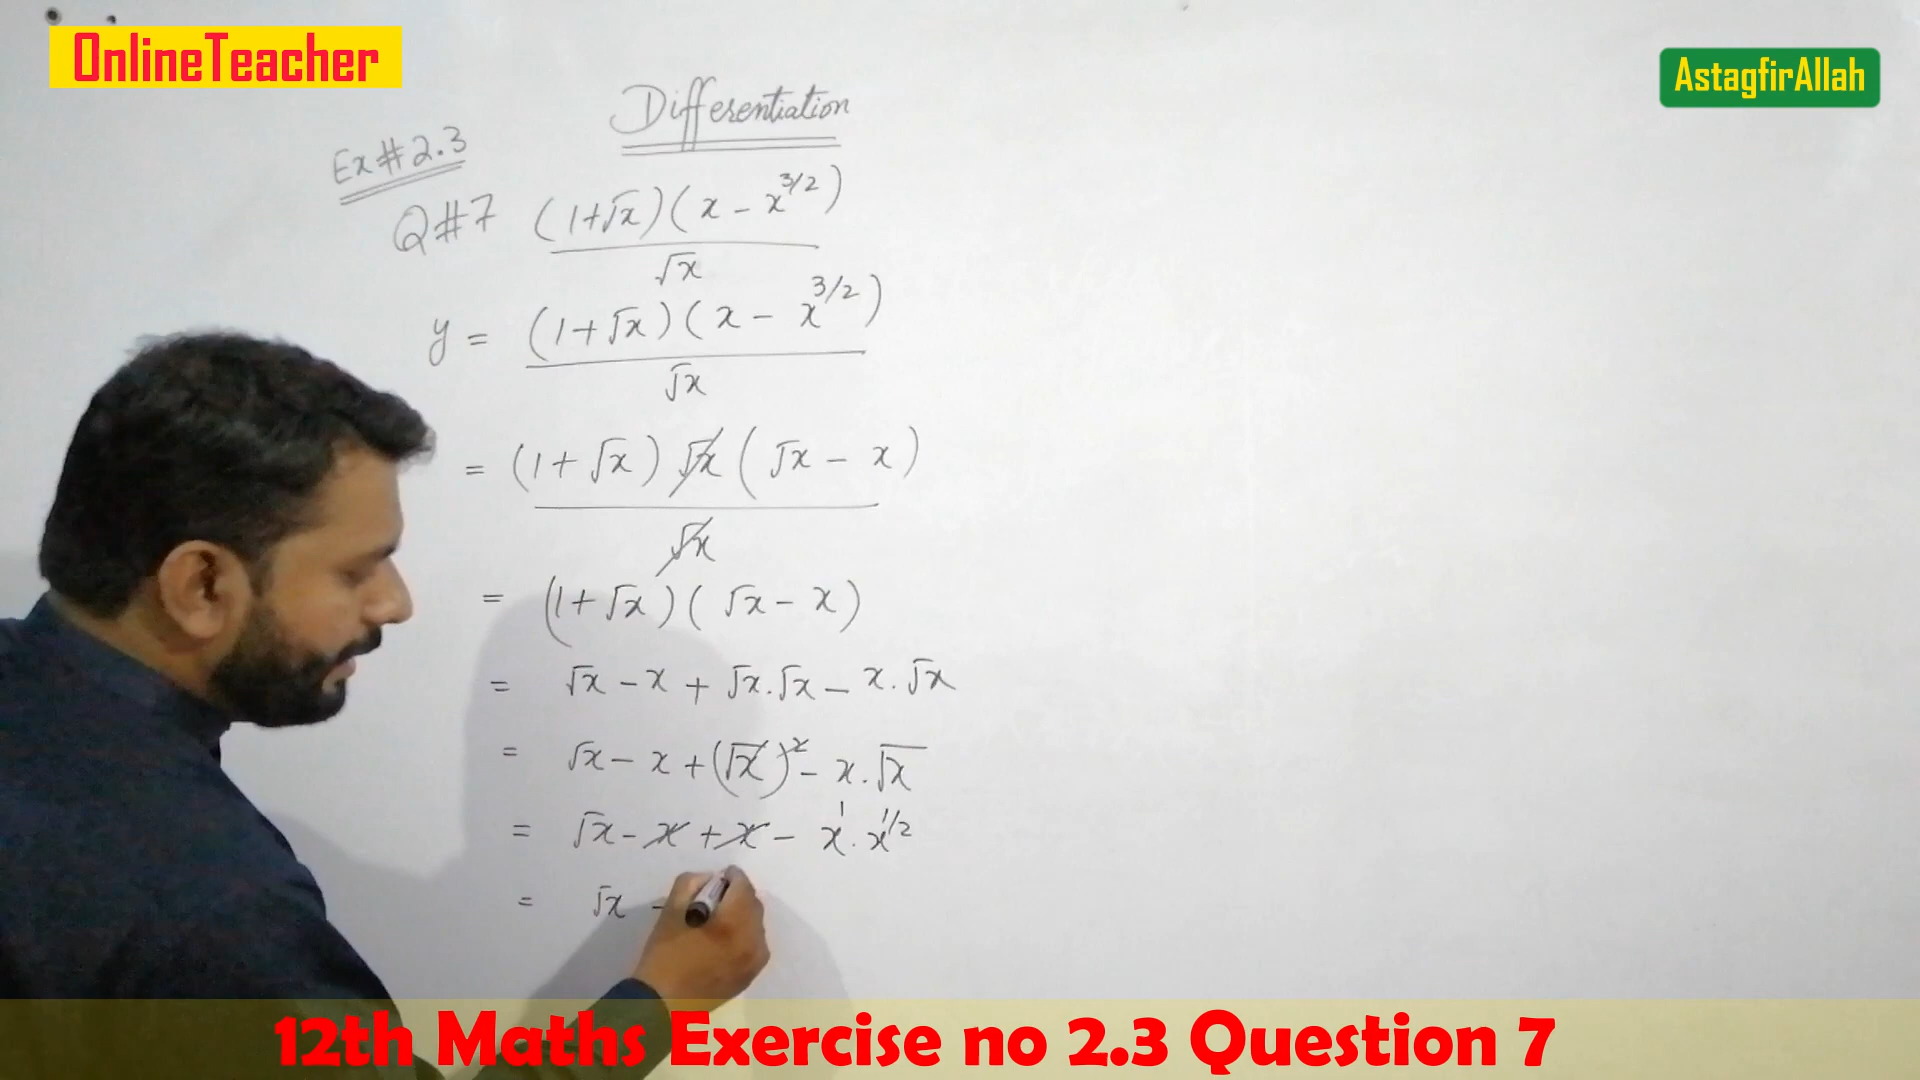 OnlineTeacher
AstagfirAllah
Differentiation
Ex#2.3
Q#7 (1+√x)(x - x^3/2)
√x
y = (1+√x)(x - x^3/2)
√x
= (1+√x) √x (√x - x)
√x
= (1+√x)(√x - x)
= √x - x + √x.√x - x.√x
= √x - x + (√x)^2 - x.√x
= √x - x + x - x^1.x^1/2
= √x -
12th Maths Exercise no 2.3 Question 7